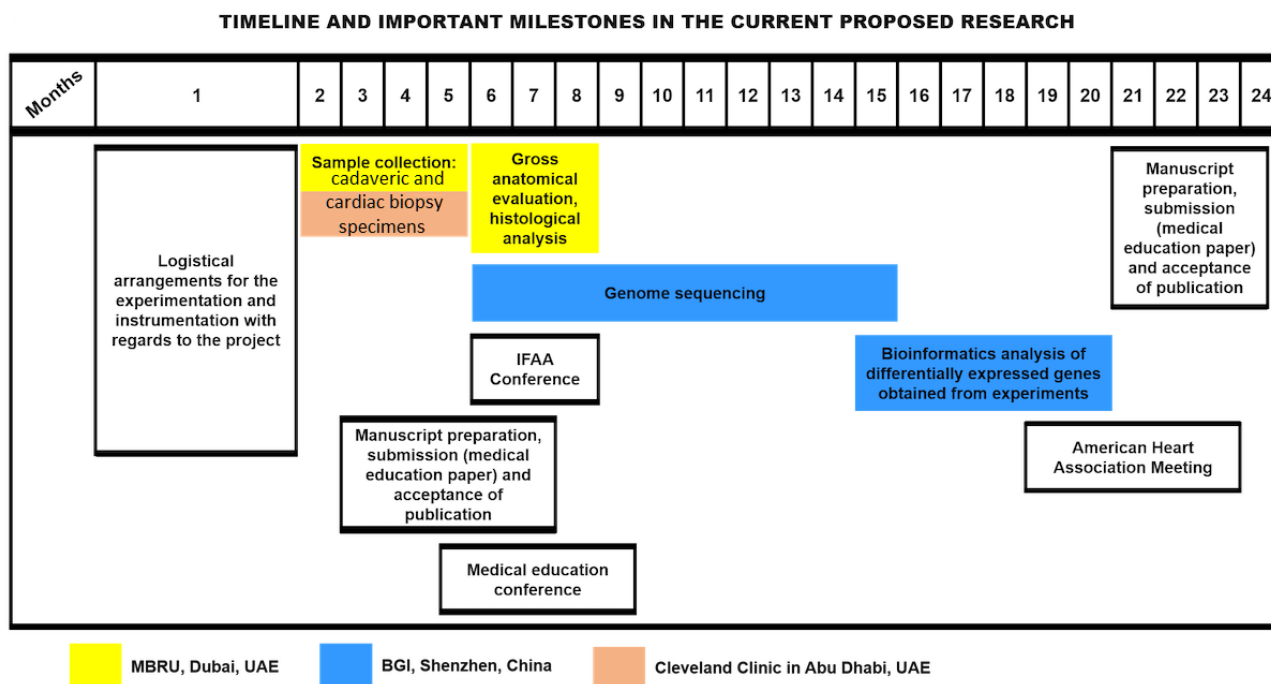 TIMELINE AND IMPORTANT MILESTONES IN THE CURRENT PROPOSED RESEARCH
Months 1 2 3 4 5 6 7 8 9 10 11 12 13 14 15 16 17 18 19 20 21 22 23 24
Logistical
arrangements for the
experimentation and
instrumentation with
regards to the project
Sample collection:
cadaveric and
cardiac biopsy
specimens
Gross
anatomical
evaluation,
histological
analysis
Manuscript
preparation,
submission
(medical
education paper)
and acceptance
of publication
Genome sequencing
IFAA
Conference
Bioinformatics analysis of
differentially expressed genes
obtained from experiments
Manuscript preparation,
submission (medical
education paper) and
acceptance of
publication
American Heart
Association Meeting
Medical education
conference
MBRU, Dubai, UAE
BGI, Shenzhen, China
Cleveland Clinic in Abu Dhabi, UAE